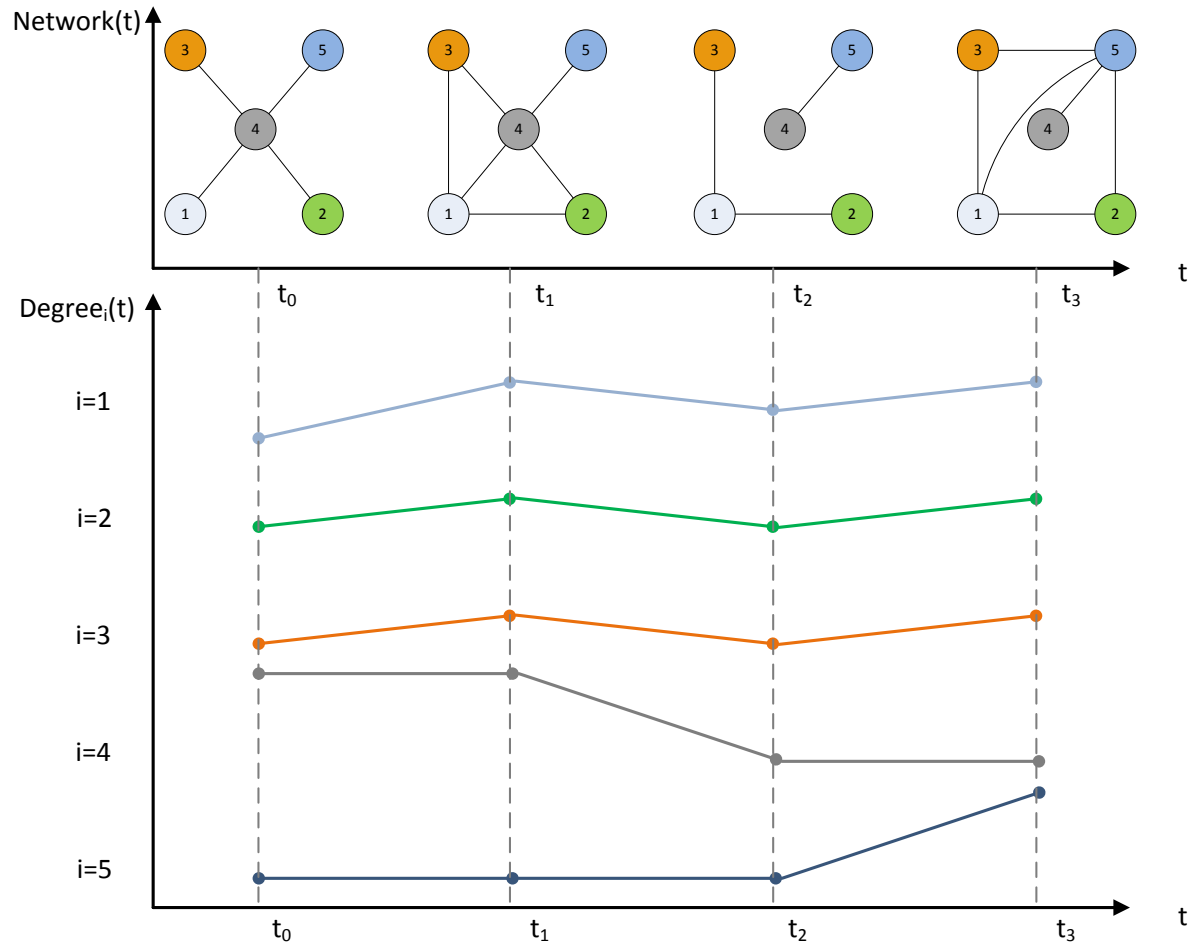 Network(t)
3 5 3 5 3 5 3 5
4 4 4 4
1 2 1 2 1 2 1 2
t
t₀ t₁ t₂ t₃
Degreeᵢ(t)
i=1
i=2
i=3
i=4
i=5
t₀ t₁ t₂ t₃ t